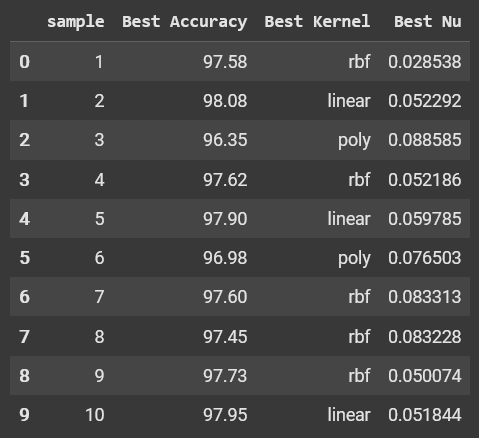 sample Best Accuracy Best Kernel Best Nu
0 1 97.58 rbf 0.028538
1 2 98.08 linear 0.052292
2 3 96.35 poly 0.088585
3 4 97.62 rbf 0.052186
4 5 97.90 linear 0.059785
5 6 96.98 poly 0.076503
6 7 97.60 rbf 0.083313
7 8 97.45 rbf 0.083228
8 9 97.73 rbf 0.050074
9 10 97.95 linear 0.051844